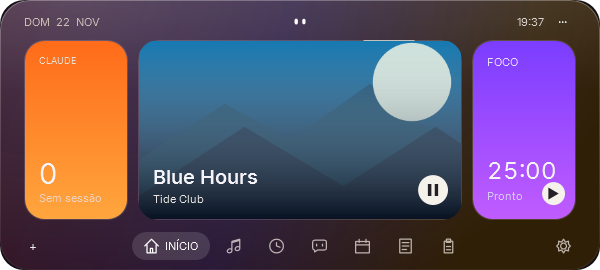 DOM 22 NOV
19:37
CLAUDE
0
Sem sessão
Blue Hours
Tide Club
FOCO
25:00
Pronto
INÍCIO